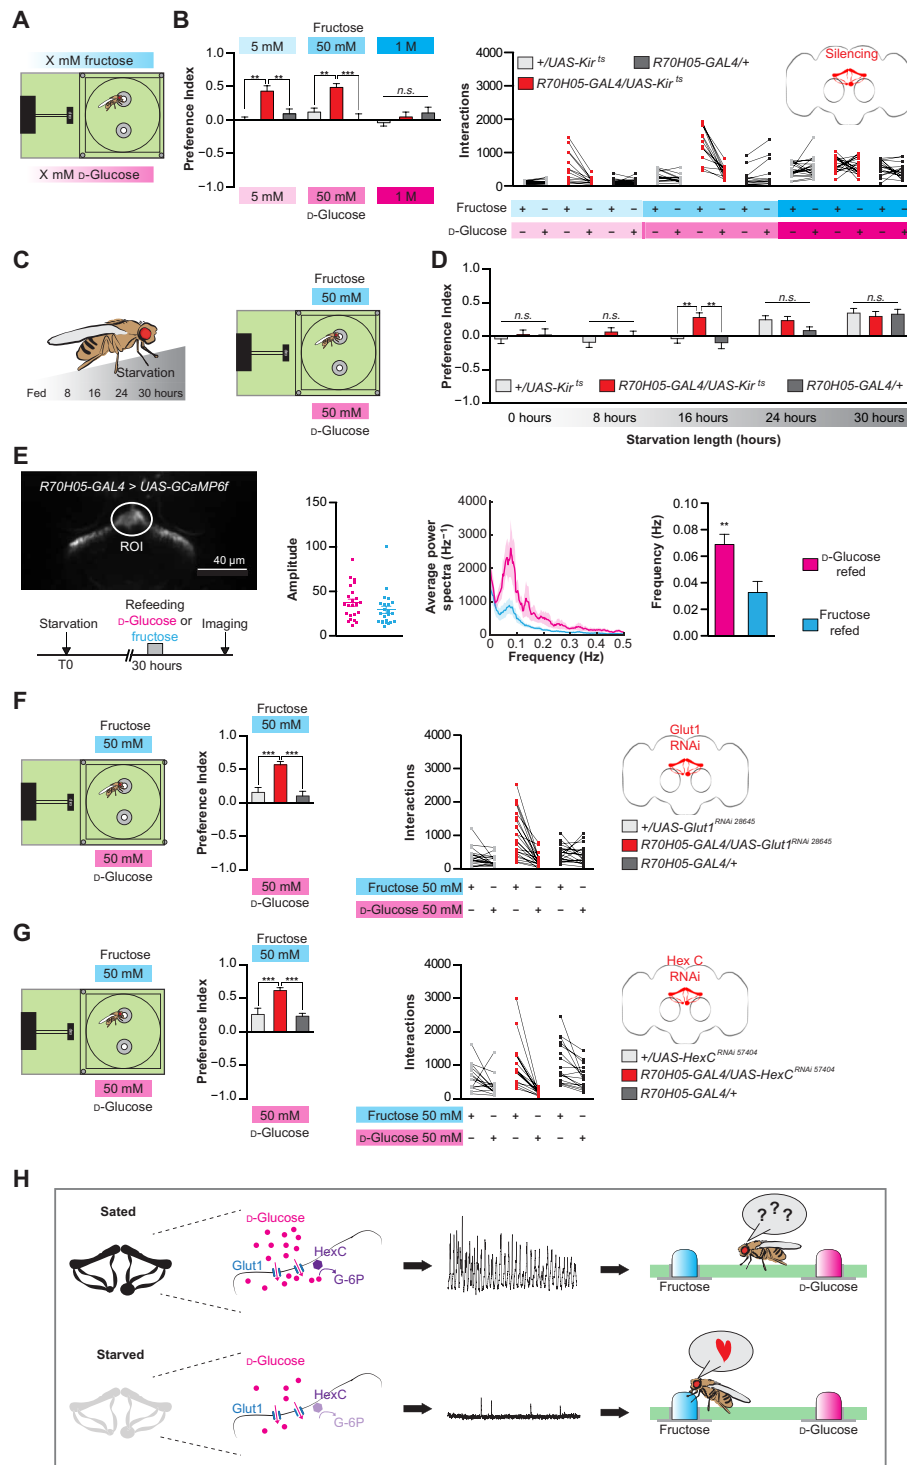 A
X mM fructose
X mM D-Glucose
B
Fructose
5 mM 50 mM 1 M
Preference Index
1.0
0.5
0.0
−0.5
−1.0
** ** ** *** n.s.
5 mM 50 mM 1 M
D-Glucose
Interactions
4000
3000
2000
1000
0
+/UAS-Kir ts R70H05-GAL4/+
R70H05-GAL4/UAS-Kir ts
Silencing
Fructose + − + − + − + − + − + − + − + − + −
D-Glucose − + − + − + − + − + − + − + − + − +
C
Starvation
Fed 8 16 24 30 hours
Fructose
50 mM
50 mM
D-Glucose
D
Preference Index
1.0
0.5
0.0
−0.5
−1.0
n.s. n.s. ** ** n.s. n.s.
+/UAS-Kir ts R70H05-GAL4/UAS-Kir ts R70H05-GAL4/+
0 hours 8 hours 16 hours 24 hours 30 hours
Starvation length (hours)
E
R70H05-GAL4 > UAS-GCaMP6f
ROI
40 µm
Starvation
Refeeding
D-Glucose or
fructose
Imaging
T0
30 hours
Amplitude
150
100
50
0
Average power
spectra (Hz−1)
4000
3000
2000
1000
0
0 0.1 0.2 0.3 0.4 0.5
Frequency (Hz)
Frequency (Hz)
0.10
0.08
0.06
0.04
0.02
0.00
**
D-Glucose
refed
Fructose
refed
F
Fructose
50 mM
50 mM
D-Glucose
Fructose
50 mM
Preference Index
1.0
0.5
0.0
−0.5
−1.0
*** ***
50 mM
D-Glucose
Interactions
4000
3000
2000
1000
0
Fructose 50 mM + − + − + −
D-Glucose 50 mM − + − + − +
Glut1
RNAi
+/UAS-Glut1RNAi 28645
R70H05-GAL4/UAS-Glut1RNAi 28645
R70H05-GAL4/+
G
Fructose
50 mM
50 mM
D-Glucose
Fructose
50 mM
Preference Index
1.0
0.5
0.0
−0.5
−1.0
*** ***
50 mM
D-Glucose
Interactions
4000
3000
2000
1000
0
Fructose 50 mM + − + − + −
D-Glucose 50 mM − + − + − +
Hex C
RNAi
+/UAS-HexCRNAi 57404
R70H05-GAL4/UAS-HexCRNAi 57404
R70H05-GAL4/+
H
Sated
D-Glucose
Glut1
HexC
G-6P
? ? ?
Fructose
D-Glucose
Starved
D-Glucose
Glut1
HexC
G-6P
Fructose
D-Glucose